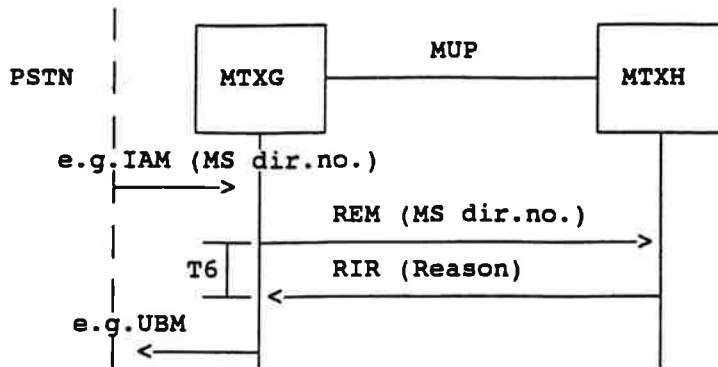 MUP
PSTN
MTXG
MTXH
e.g.IAM (MS dir.no.)
REM (MS dir.no.)
T6
RIR (Reason)
e.g.UBM